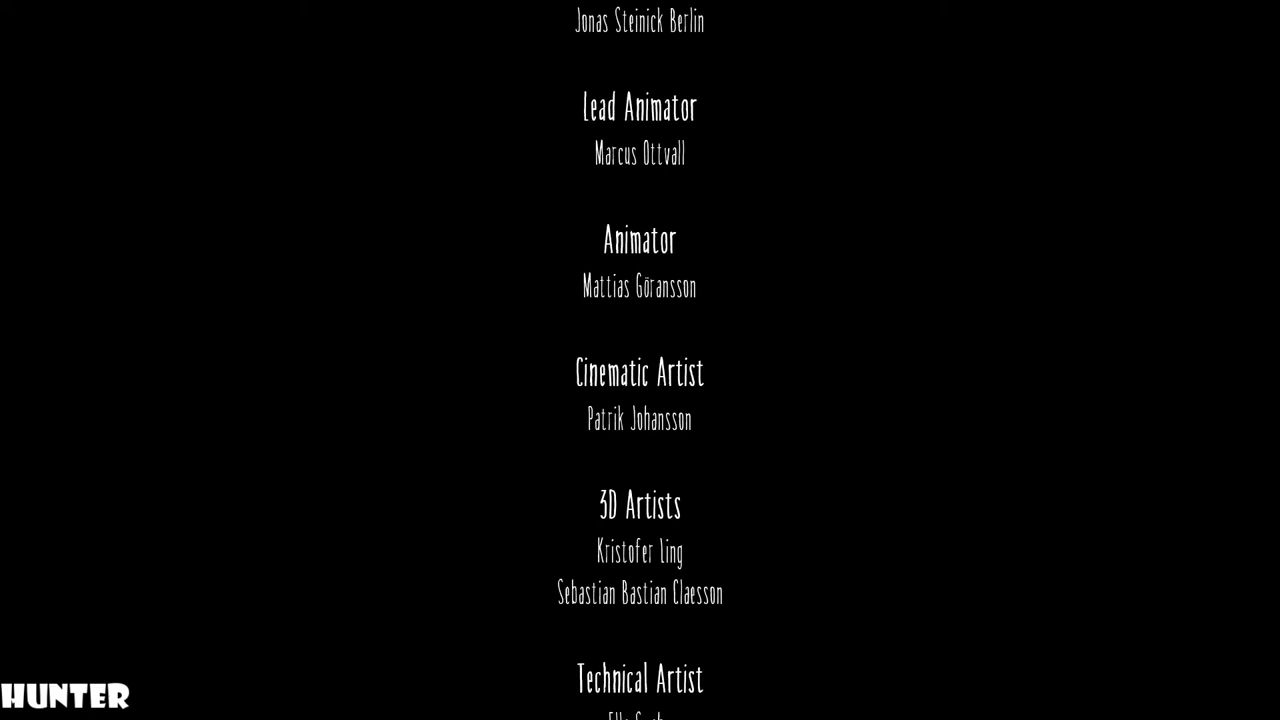 Jonas Steinick Berlin
Lead Animator
Marcus Ottvall
Animator
Mattias Göransson
Cinematic Artist
Patrik Johansson
3D Artists
Kristofer Ling
Sebastian Bastian Claesson
Technical Artist
HUNTER